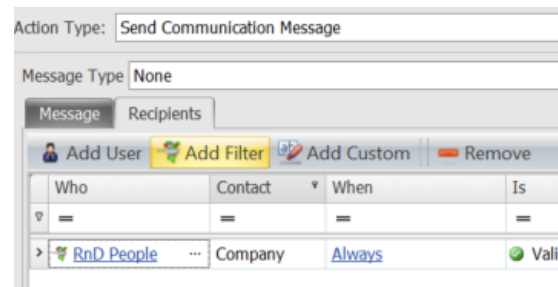 Action Type: Send Communication Message
Message Type None
Message Recipients
Add User Add Filter Add Custom Remove
Who Contact When Is
= = = =
RnD People ... Company Always Vali